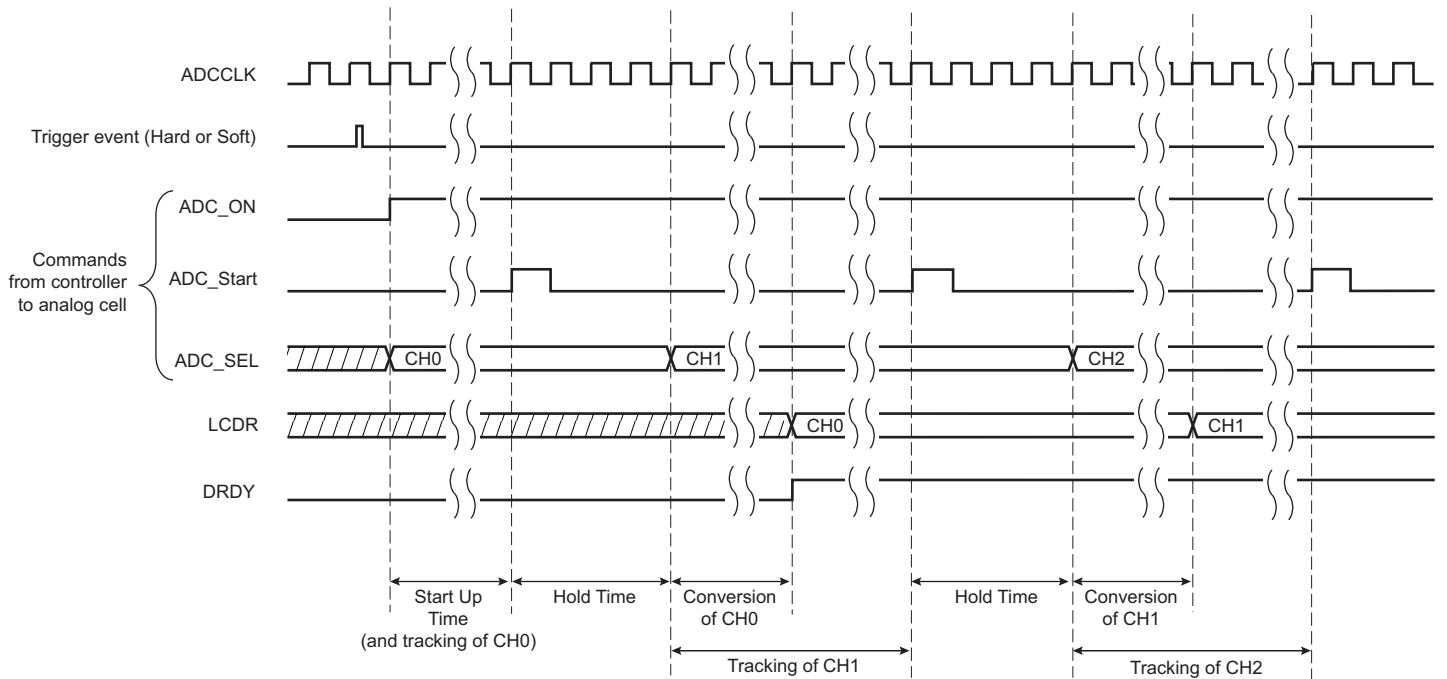 ADCCLK
Trigger event (Hard or Soft)
ADC_ON
Commands
from controller
to analog cell
ADC_Start
ADC_SEL
CH0
CH1
CH2
LCDR
CH0
CH1
DRDY
Start Up
Time
(and tracking of CH0)
Hold Time
Conversion
of CH0
Hold Time
Conversion
of CH1
Tracking of CH1
Tracking of CH2